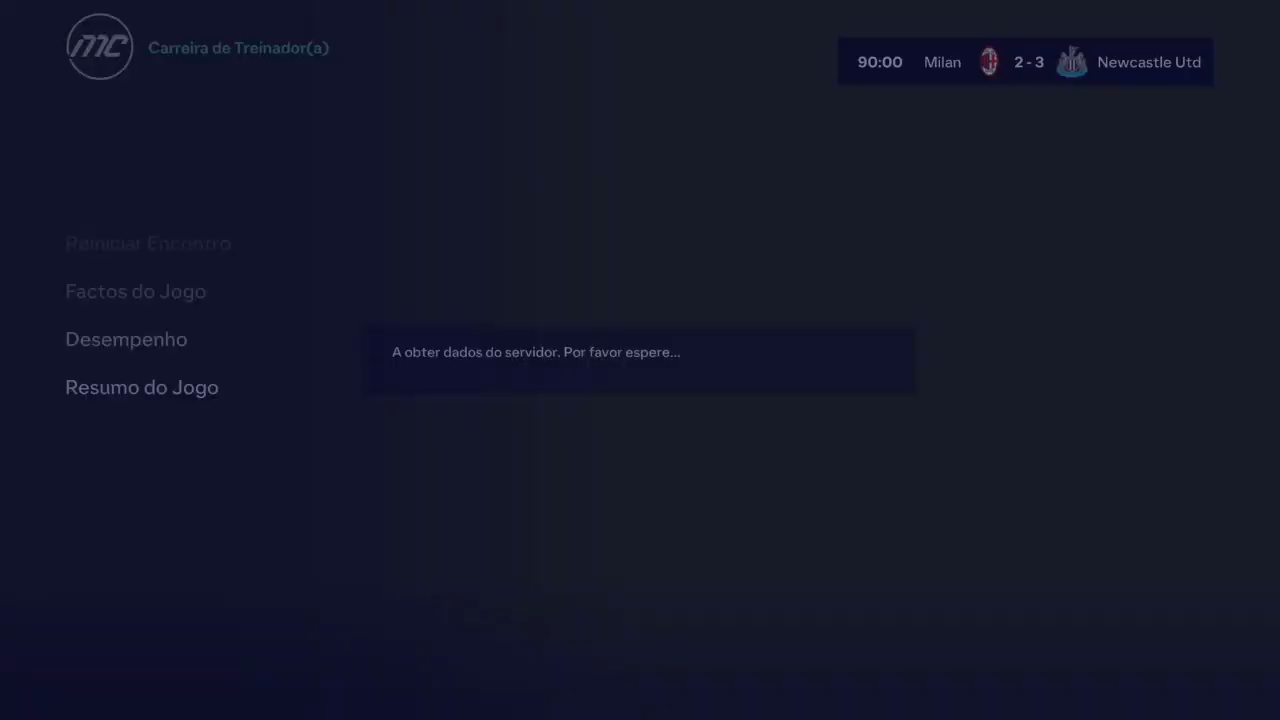 MC
Carreira de Treinador(a)
90:00 Milan 2 - 3 Newcastle Utd
Reiniciar Encontro
Factos do Jogo
Desempenho
Resumo do Jogo
A obter dados do servidor. Por favor espere...